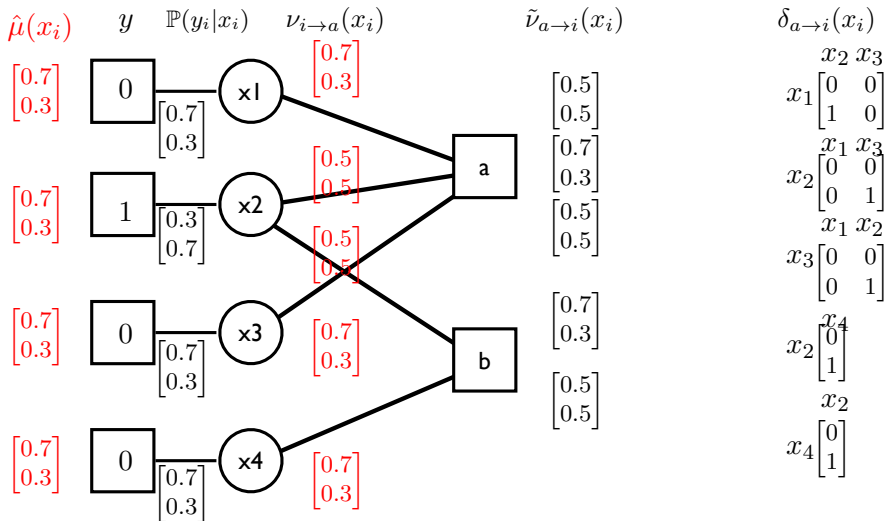 μ̂(x_i) y ℙ(y_i|x_i) ν_{i→a}(x_i) ν̃_{a→i}(x_i) δ_{a→i}(x_i)
x_2 x_3
[0.7 0.3] 0 [0.7 0.3] x1 [0.7 0.3] [0.5 0.5] x_1 [0 0 1 0]
a
[0.7 0.3]
x_1 x_3
[0.7 0.3] 1 [0.3 0.7] x2 [0.5 0.5] x_2 [0 0 0 1]
[0.5 0.5] [0.5 0.5]
x_1 x_2
x_3 [0 0 0 1]
[0.7 0.3] 0 [0.7 0.3] x3 [0.7 0.3] [0.7 0.3]
x_4
b x_2 [0 1]
[0.5 0.5]
x_2
[0.7 0.3] 0 [0.7 0.3] x4 [0.7 0.3] x_4 [0 1]